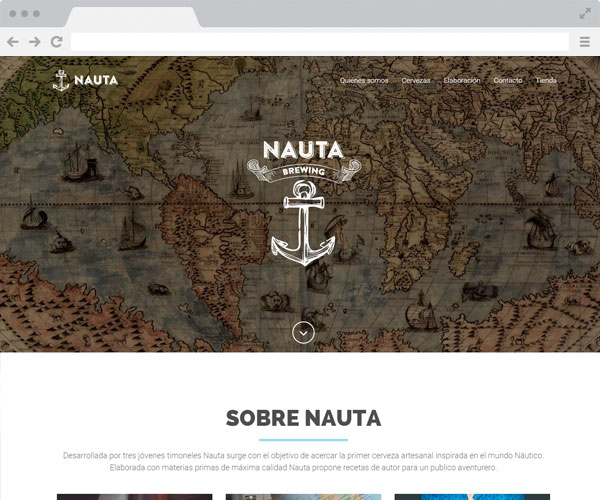 NAUTA
Quienes somos Cervezas Elaboración Contacto Tienda
NAUTA
BREWING
SOBRE NAUTA
Desarrollada por tres jóvenes timoneles Nauta surge con el objetivo de acercar la primer cerveza artesanal inspirada en el mundo Náutico.
Elaborada con materias primas de máxima calidad Nauta propone recetas de autor para un publico aventurero.